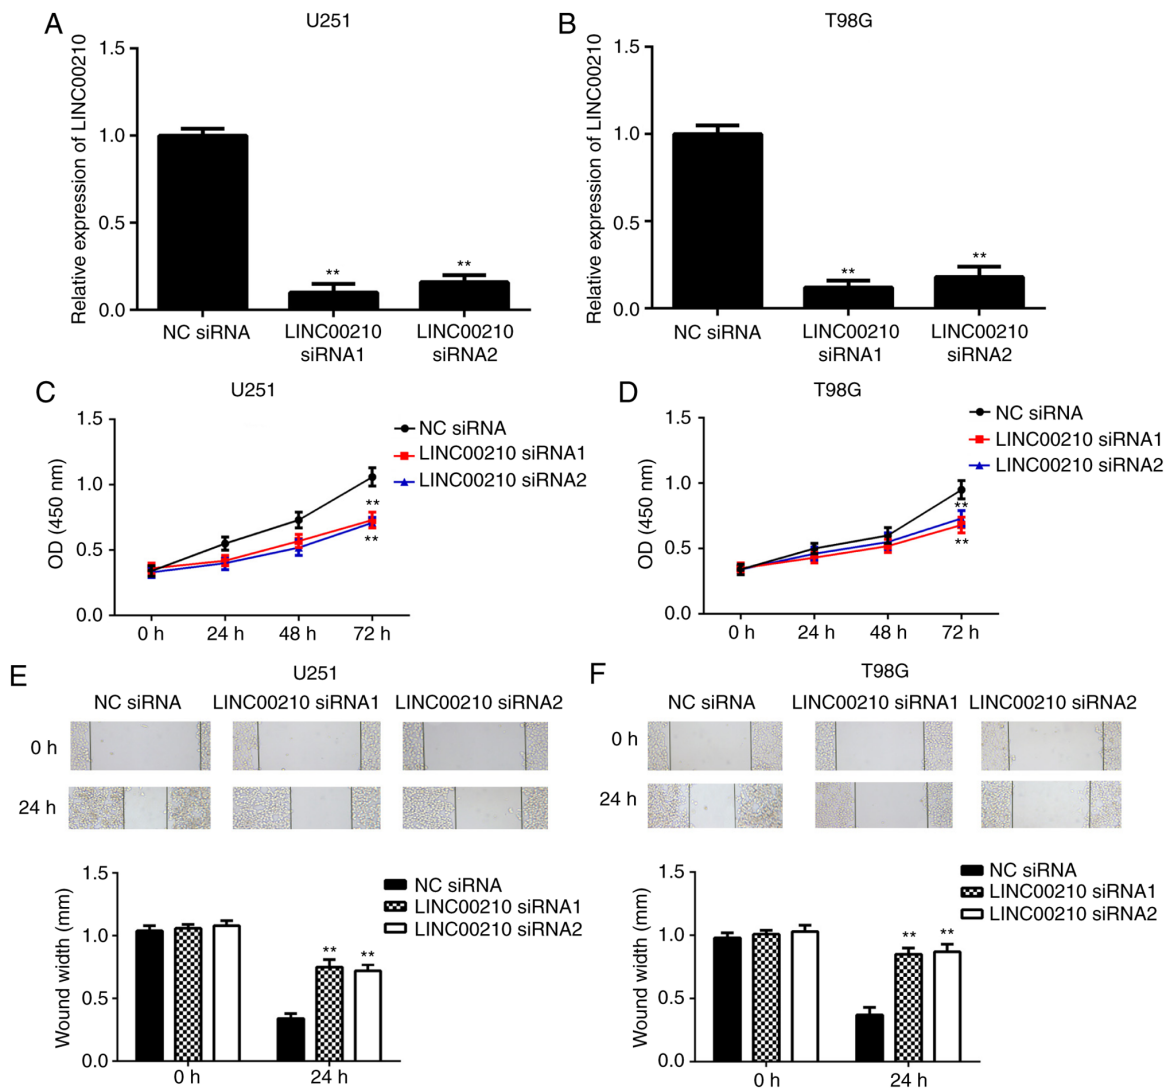 A
U251
Relative expression of LINC00210
1.5
1.0
0.5
0.0
**
**
NC siRNA
LINC00210
siRNA1
LINC00210
siRNA2
B
T98G
Relative expression of LINC00210
1.5
1.0
0.5
0.0
**
**
NC siRNA
LINC00210
siRNA1
LINC00210
siRNA2
C
U251
OD (450 nm)
1.5
1.0
0.5
0.0
NC siRNA
LINC00210 siRNA1
LINC00210 siRNA2
**
**
0 h
24 h
48 h
72 h
D
T98G
OD (450 nm)
1.5
1.0
0.5
0.0
NC siRNA
LINC00210 siRNA1
LINC00210 siRNA2
**
**
0 h
24 h
48 h
72 h
E
U251
NC siRNA
LINC00210 siRNA1
LINC00210 siRNA2
0 h
24 h
Wound width (mm)
1.5
1.0
0.5
0.0
NC siRNA
LINC00210 siRNA1
LINC00210 siRNA2
**
**
0 h
24 h
F
T98G
NC siRNA
LINC00210 siRNA1
LINC00210 siRNA2
0 h
24 h
Wound width (mm)
1.5
1.0
0.5
0.0
NC siRNA
LINC00210 siRNA1
LINC00210 siRNA2
**
**
0 h
24 h